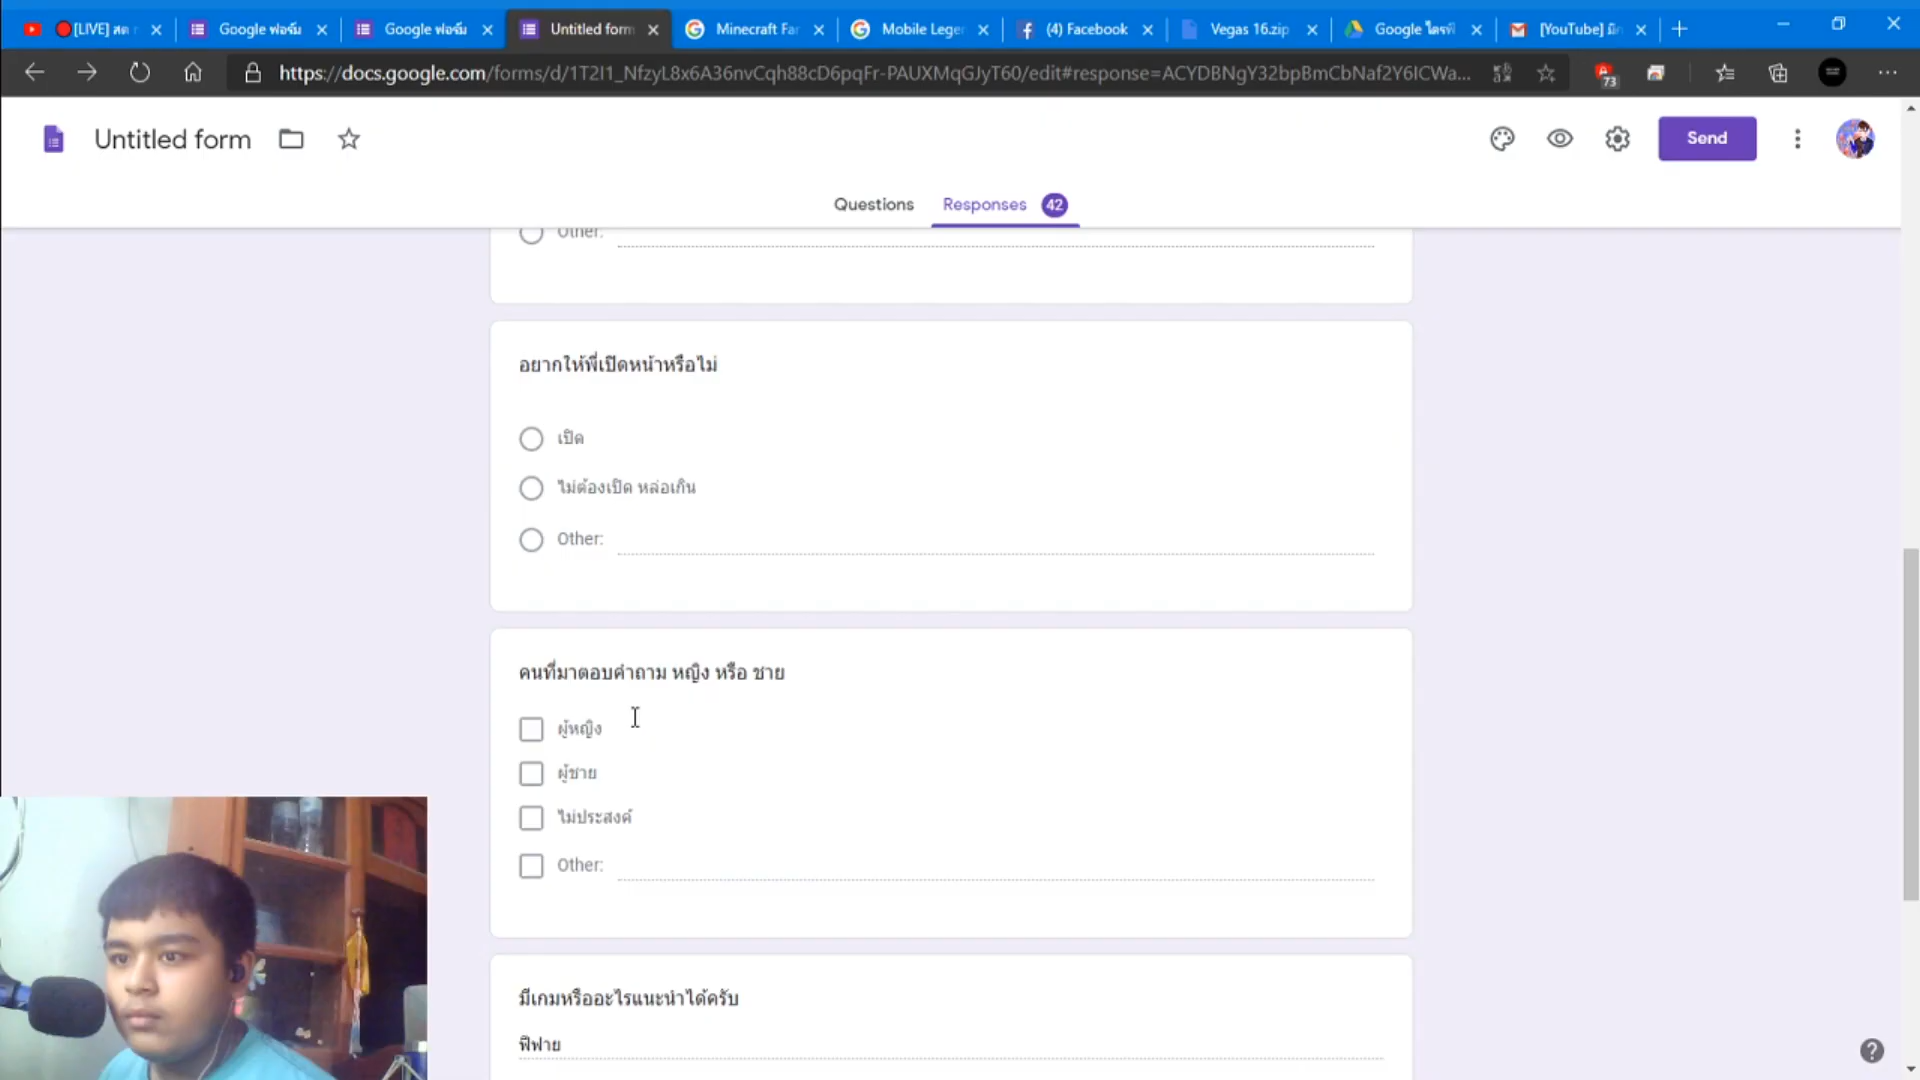 [LIVE] สด
Google ฟอร์ม
Google ฟอร์ม
Untitled form
Minecraft Fa
Mobile Lege
(4) Facebook
Vegas 16.zip
Google ไดรฟ์
[YouTube]
https://docs.google.com/forms/d/1T2I1_NfzyL8x6A36nvCqh88cD6pqFr-PAUXMqGJyT60/edit#response=ACYDBNgY32bpBmCbNaf2Y6ICWa...
73
Untitled form
Send
Questions
Responses 42
Other:
อยากให้พี่เปิดหน้าหรือไม่
เปิด
ไม่ต้องเปิด หล่อเกิน
Other:
คนที่มาตอบคำถาม หญิง หรือ ชาย
ผู้หญิง
ผู้ชาย
ไม่ประสงค์
Other:
มีเกมหรืออะไรแนะนำได้ครับ
ฟีฟาย